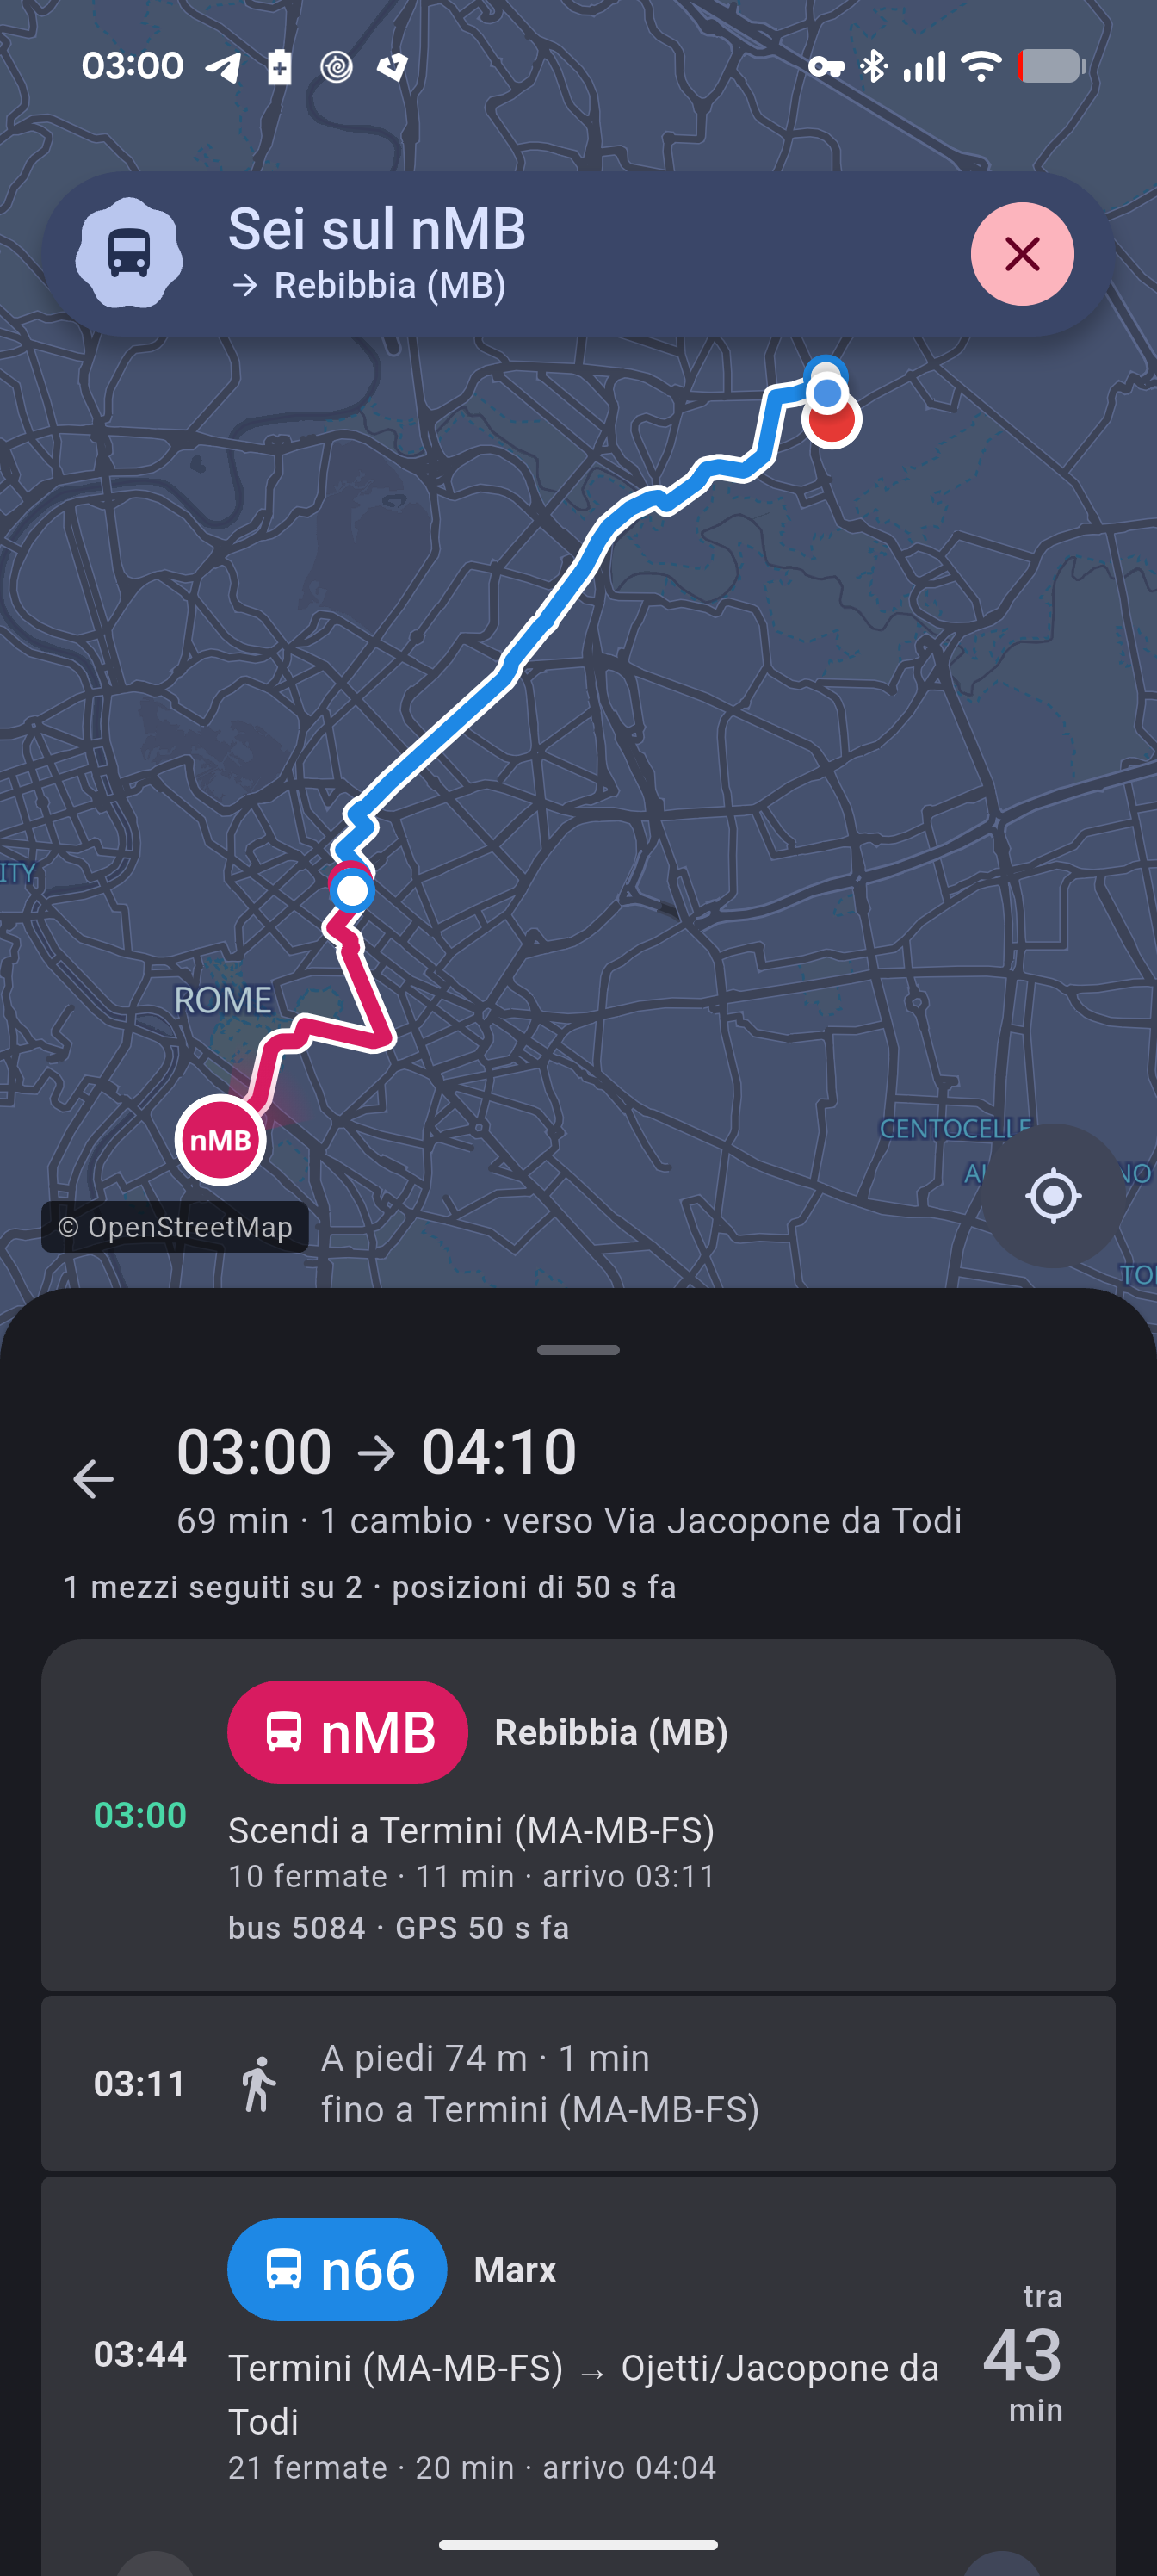 03:00
Sei sul nMB
→ Rebibbia (MB)
ITY
ROME
nMB
CENTOCELLE
© OpenStreetMap
03:00 → 04:10
69 min · 1 cambio · verso Via Jacopone da Todi
1 mezzi seguiti su 2 · posizioni di 50 s fa
nMB Rebibbia (MB)
03:00
Scendi a Termini (MA-MB-FS)
10 fermate · 11 min · arrivo 03:11
bus 5084 · GPS 50 s fa
03:11
A piedi 74 m · 1 min
fino a Termini (MA-MB-FS)
n66 Marx
03:44
Termini (MA-MB-FS) → Ojetti/Jacopone da
Todi
21 fermate · 20 min · arrivo 04:04
tra
43
min